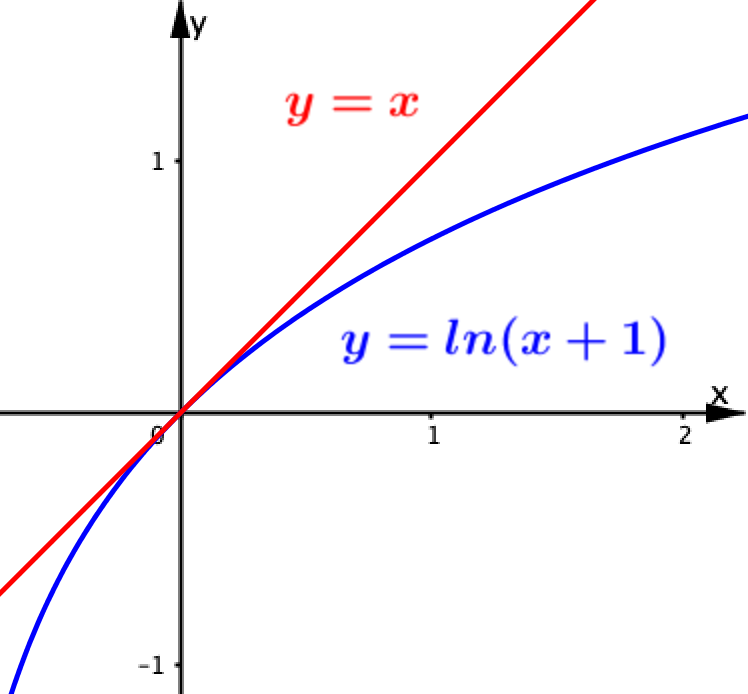 y
y = x
1
y = ln(x + 1)
x
0
1
2
-1